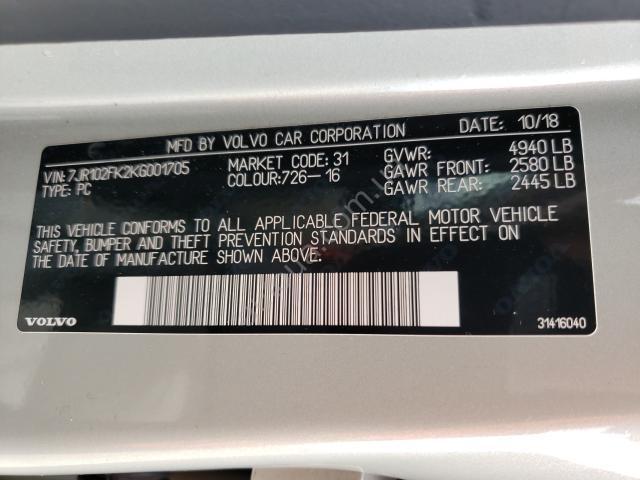 MFD BY VOLVO CAR CORPORATION
DATE: 10/18
VIN: 7JR102FK2KG001705
TYPE: PC
MARKET CODE: 31
COLOUR:726-16
GVWR: 4940 LB
GAWR FRONT: 2580 LB
GAWR REAR: 2445 LB
THIS VEHICLE CONFORMS TO ALL APPLICABLE FEDERAL MOTOR VEHICLE
SAFETY, BUMPER AND THEFT PREVENTION STANDARDS IN EFFECT ON
THE DATE OF MANUFACTURE SHOWN ABOVE.
VOLVO
31416040